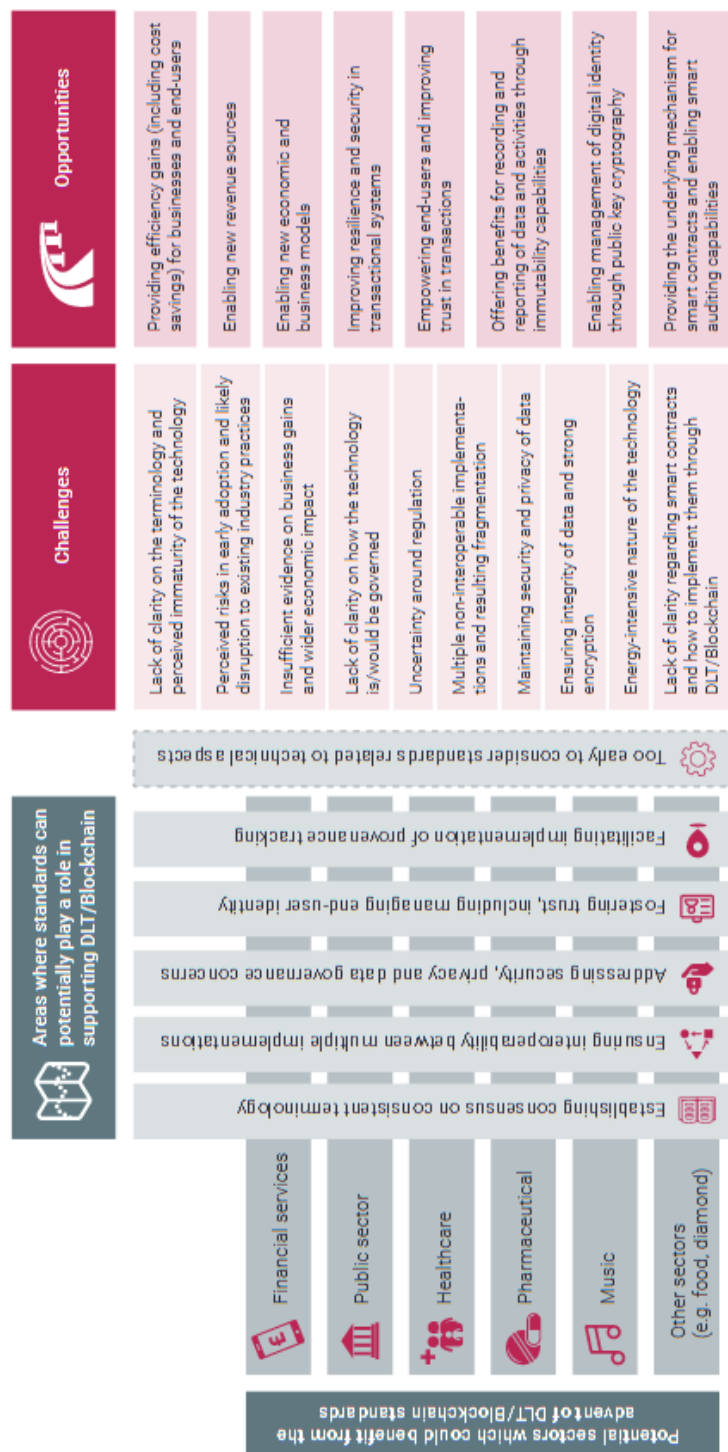 Areas where standards can
potentially play a role in
supporting DLT/Blockchain
Challenges
Opportunities
Potential sectors which could benefit from the
advent of DLT/Blockchain standards
Financial services
Public sector
Healthcare
Pharmaceutical
Music
Other sectors
(e.g. food, diamond)
Establishing consensus on consistent terminology
Ensuring interoperability between multiple implementations
Addressing security, privacy and data governance concerns
Fostering trust, including managing end-user identity
Facilitating implementation of provenance tracking
Too early to consider standards related to technical aspects
Lack of clarity on the terminology and
perceived immaturity of the technology
Perceived risks in early adoption and likely
disruption to existing industry practices
Insufficient evidence on business gains
and wider economic impact
Lack of clarity on how the technology
is/would be governed
Uncertainty around regulation
Multiple non-interoperable implementa-
tions and resulting fragmentation
Maintaining security and privacy of data
Ensuring integrity of data and strong
encryption
Energy-intensive nature of the technology
Lack of clarity regarding smart contracts
and how to implement them through
DLT/Blockchain
Providing efficiency gains (including cost
savings) for businesses and end-users
Enabling new revenue sources
Enabling new economic and
business models
Improving resilience and security in
transactional systems
Empowering end-users and improving
trust in transactions
Offering benefits for recording and
reporting of data and activities through
immutability capabilities
Enabling management of digital identity
through public key cryptography
Providing the underlying mechanism for
smart contracts and enabling smart
auditing capabilities